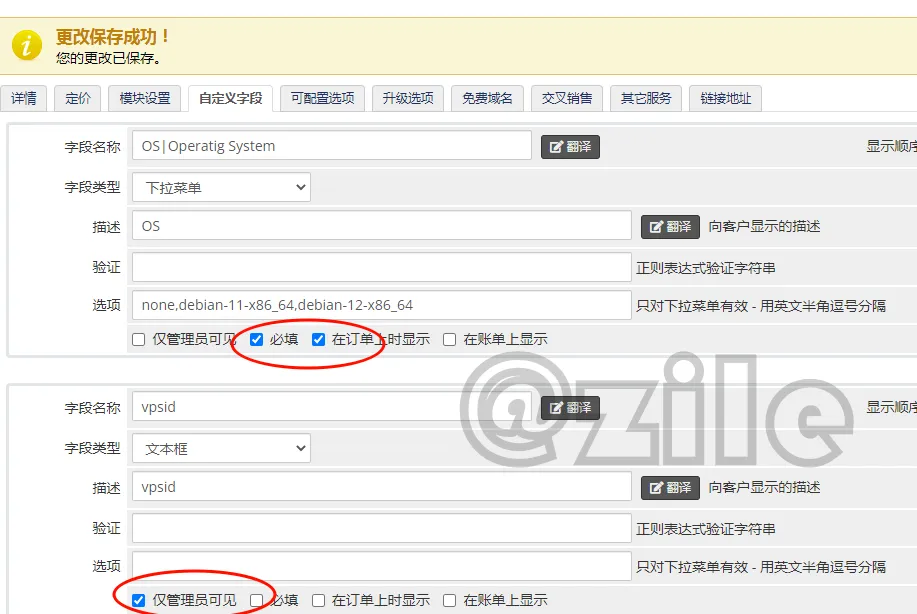 更改保存成功！
您的更改已保存。
详情 定价 模块设置 自定义字段 可配置选项 升级选项 免费域名 交叉销售 其它服务 链接地址
字段名称 OS|Operatig System 翻译 显示顺序
字段类型 下拉菜单
描述 OS 翻译 向客户显示的描述
验证 正则表达式验证字符串
选项 none,debian-11-x86_64,debian-12-x86_64 只对下拉菜单有效 - 用英文半角逗号分隔
仅管理员可见 必填 在订单上时显示 在账单上显示
@zile
字段名称 vpsid 翻译 显示顺序
字段类型 文本框
描述 vpsid 翻译 向客户显示的描述
验证 正则表达式验证字符串
选项 只对下拉菜单有效 - 用英文半角逗号分隔
仅管理员可见 必填 在订单上时显示 在账单上显示